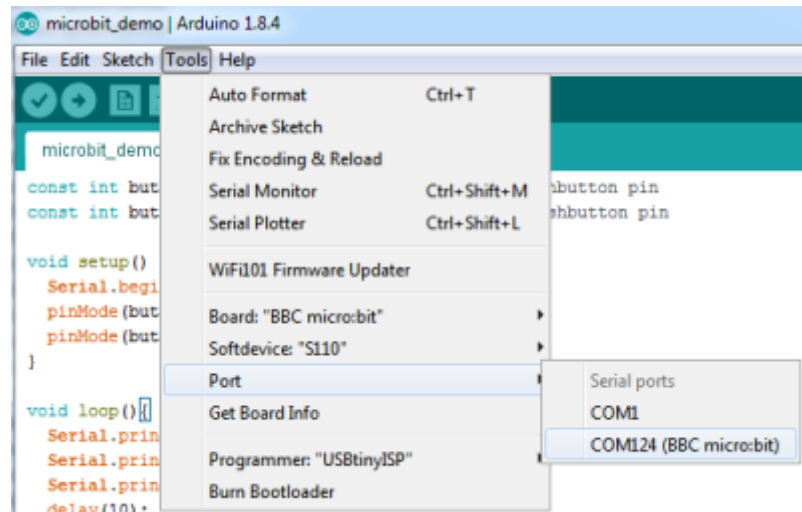 microbit_demo | Arduino 1.8.4
File Edit Sketch Tools Help
microbit_demo
Auto Format Ctrl+T
Archive Sketch
Fix Encoding & Reload
Serial Monitor Ctrl+Shift+M
Serial Plotter Ctrl+Shift+L
WiFi101 Firmware Updater
Board: "BBC micro:bit"
Softdevice: "S110"
Port
Get Board Info
Programmer: "USBtinyISP"
Burn Bootloader
Serial ports
COM1
COM124 (BBC micro:bit)
const int but
const int but
hbutton pin
shbutton pin
void setup()
Serial.begi
pinMode(but
pinMode(but
}
void loop(){
Serial.prin
Serial.prin
Serial.prin
delay(10);